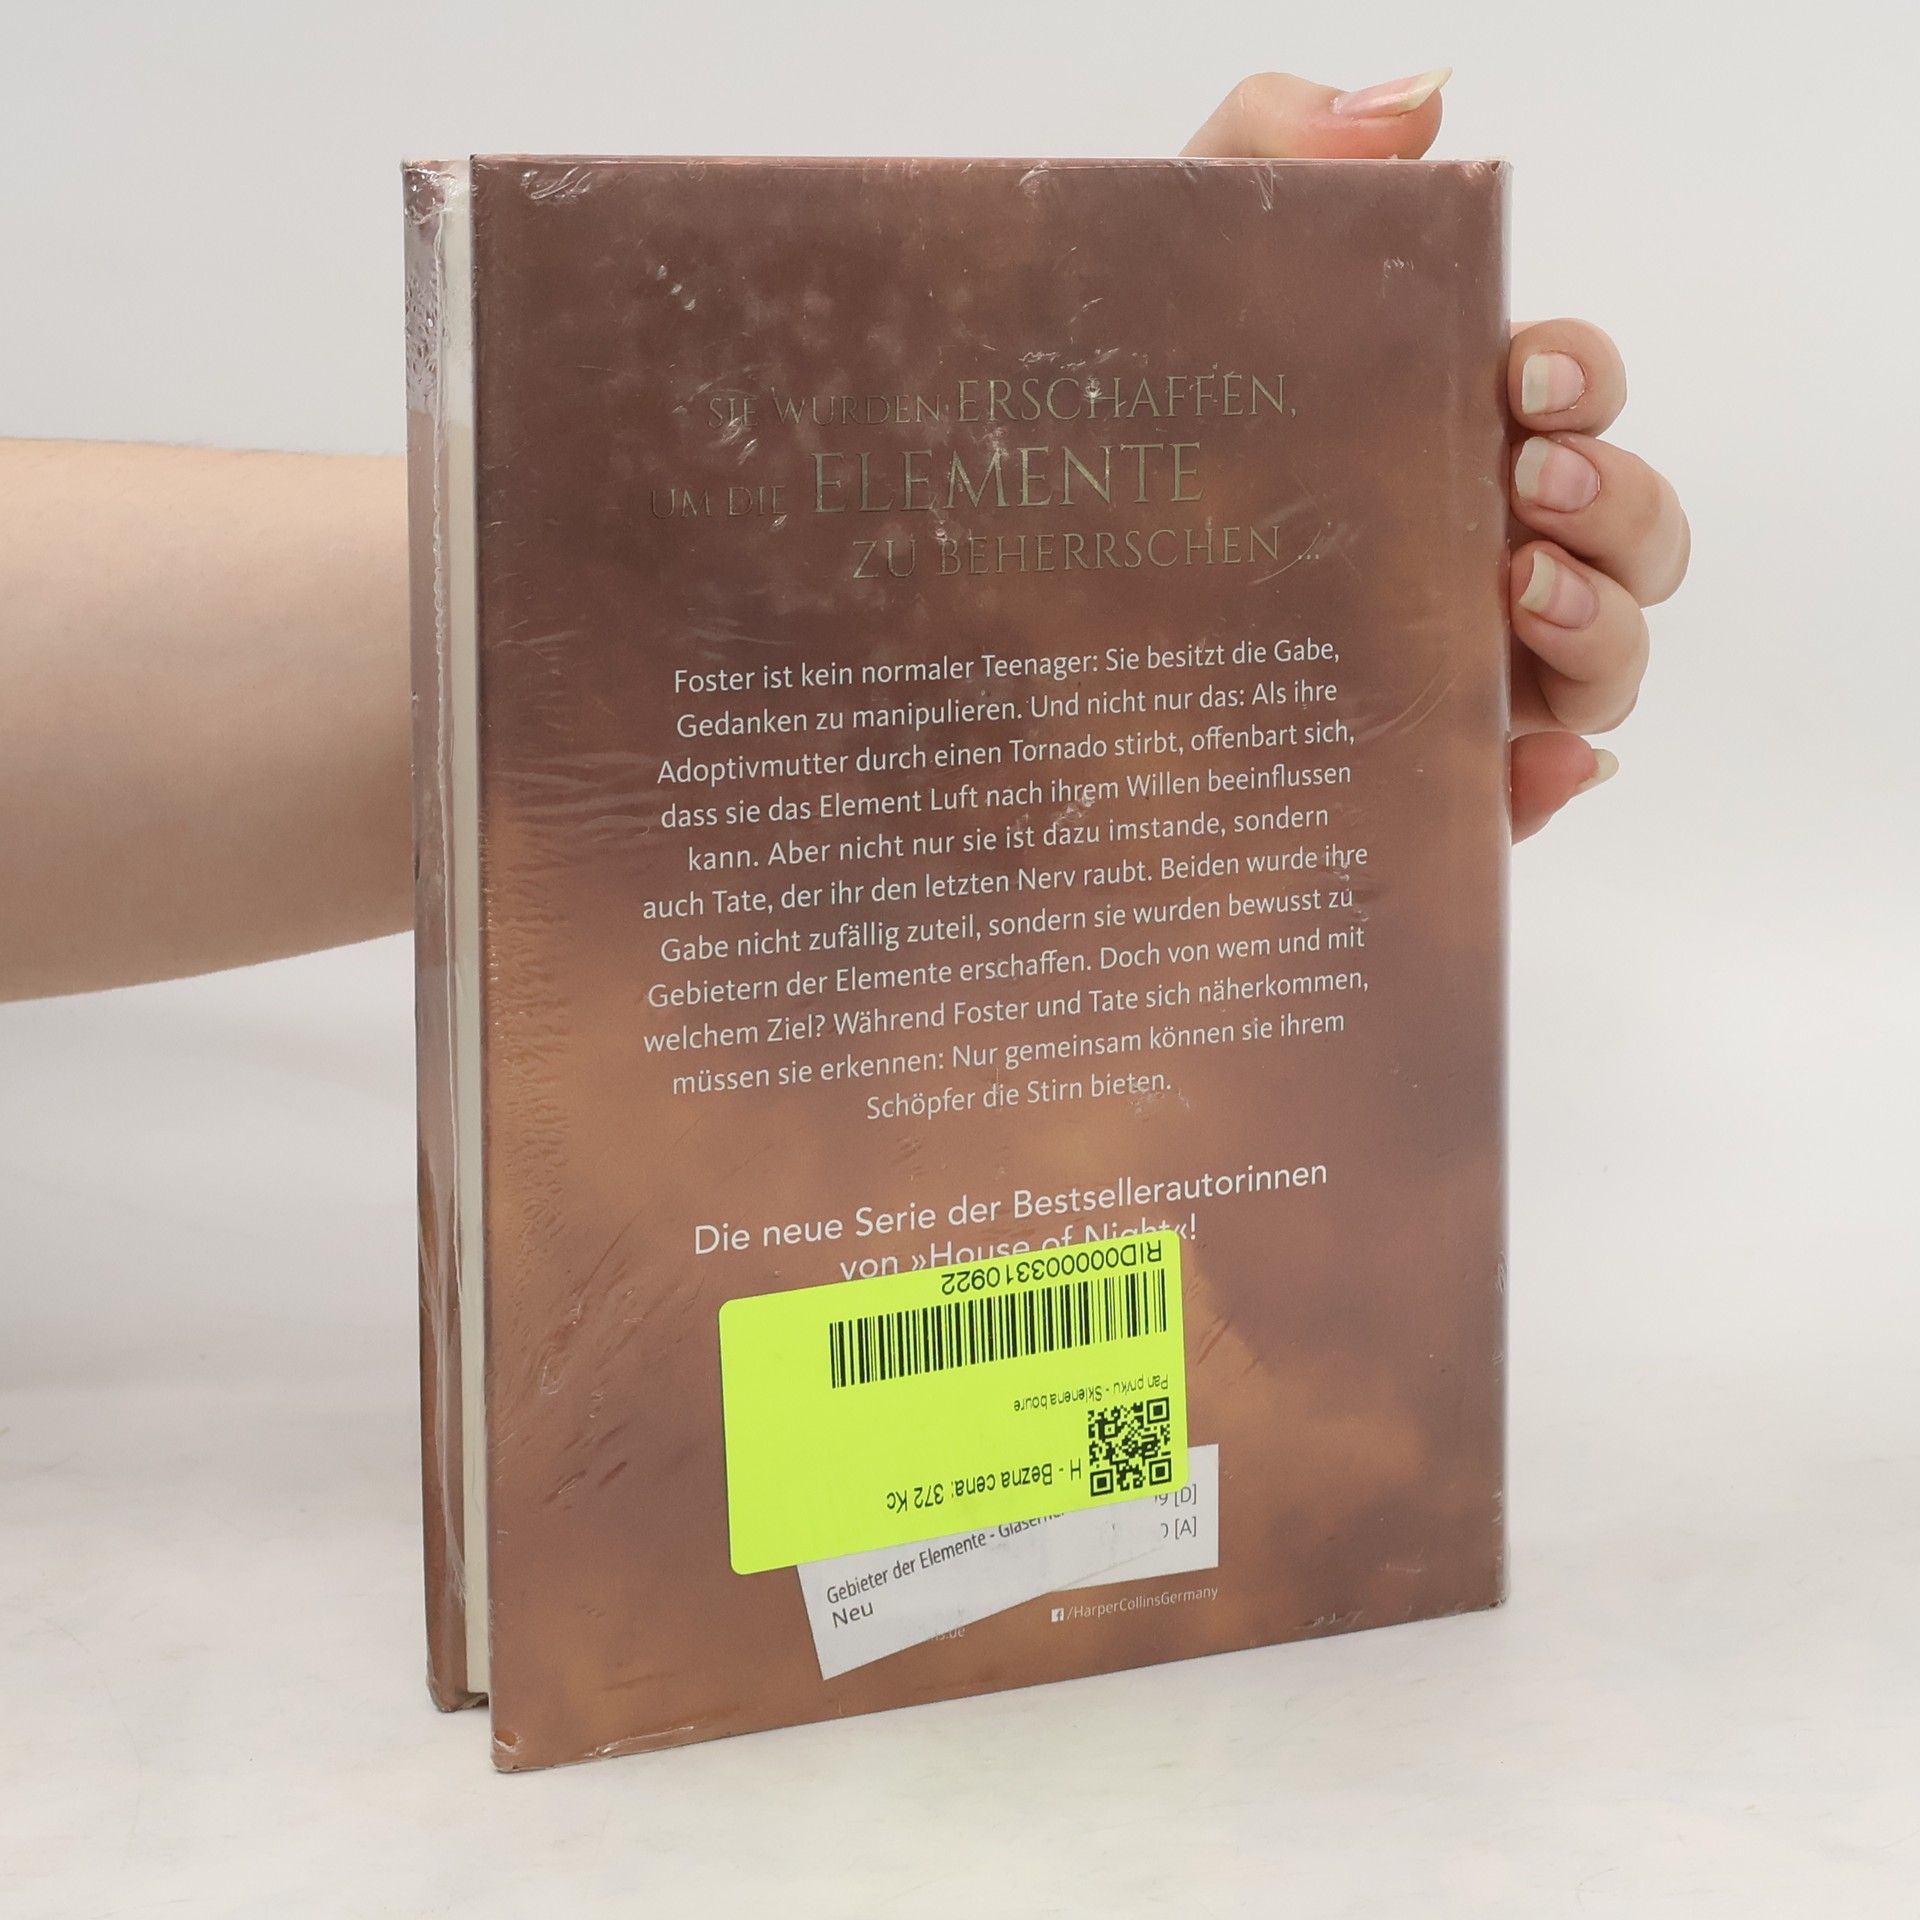 SIE WURDEN ERSCHAFFEN,
UM DIE ELEMENTE
ZU BEHERRSCHEN ...
Foster ist kein normaler Teenager: Sie besitzt die Gabe,
Gedanken zu manipulieren. Und nicht nur das: Als ihre
Adoptivmutter durch einen Tornado stirbt, offenbart sich,
dass sie das Element Luft nach ihrem Willen beeinflussen
kann. Aber nicht nur sie ist dazu imstande, sondern
auch Tate, der ihr den letzten Nerv raubt. Beiden wurde ihre
Gabe nicht zufällig zuteil, sondern sie wurden bewusst zu
Gebietern der Elemente erschaffen. Doch von wem und mit
welchem Ziel? Während Foster und Tate sich näherkommen,
müssen sie erkennen: Nur gemeinsam können sie ihrem
Schöpfer die Stirn bieten.
Die neue Serie der Bestsellerautorinnen
von »House of Night«!
RID000003310922
Pan prvku - Sklenena boure
H - Bezna cena: 372 Kc
[D]
[A]
Gebieter der Elemente -
Neu
/HarperCollinsGermany